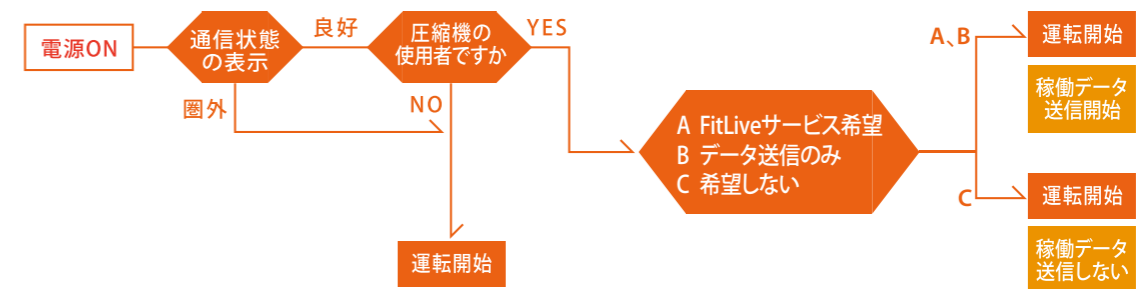 電源ON
通信状態
の表示
良好
圏外
圧縮機の
使用者ですか
YES
NO
運転開始
A FitLiveサービス希望
B データ送信のみ
C 希望しない
A、B
運転開始
稼働データ
送信開始
C
運転開始
稼働データ
送信しない